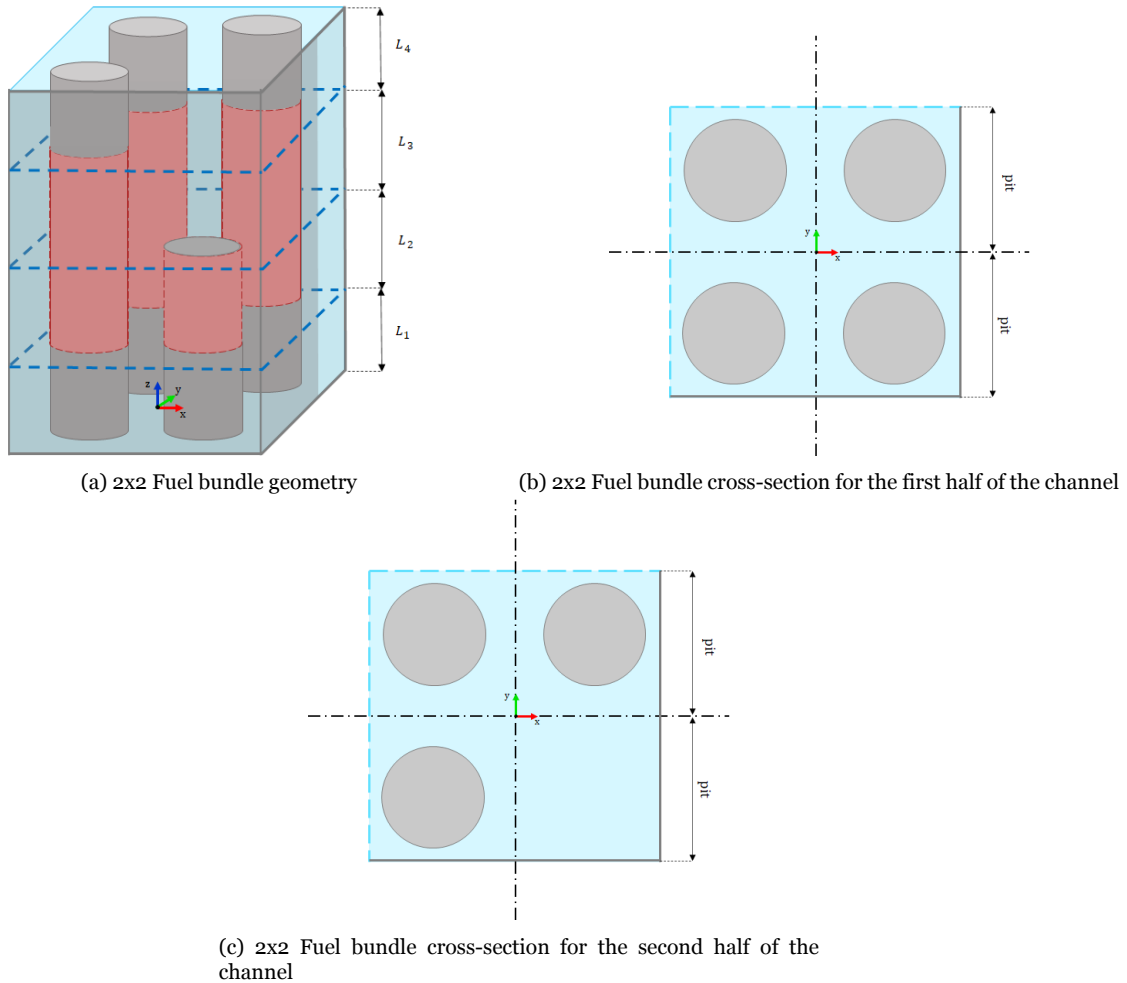 L₄
L₃
L₂
L₁
z
y
x
(a) 2x2 Fuel bundle geometry
pit
pit
y
x
(b) 2x2 Fuel bundle cross-section for the first half of the channel
pit
pit
y
x
(c) 2x2 Fuel bundle cross-section for the second half of the
channel